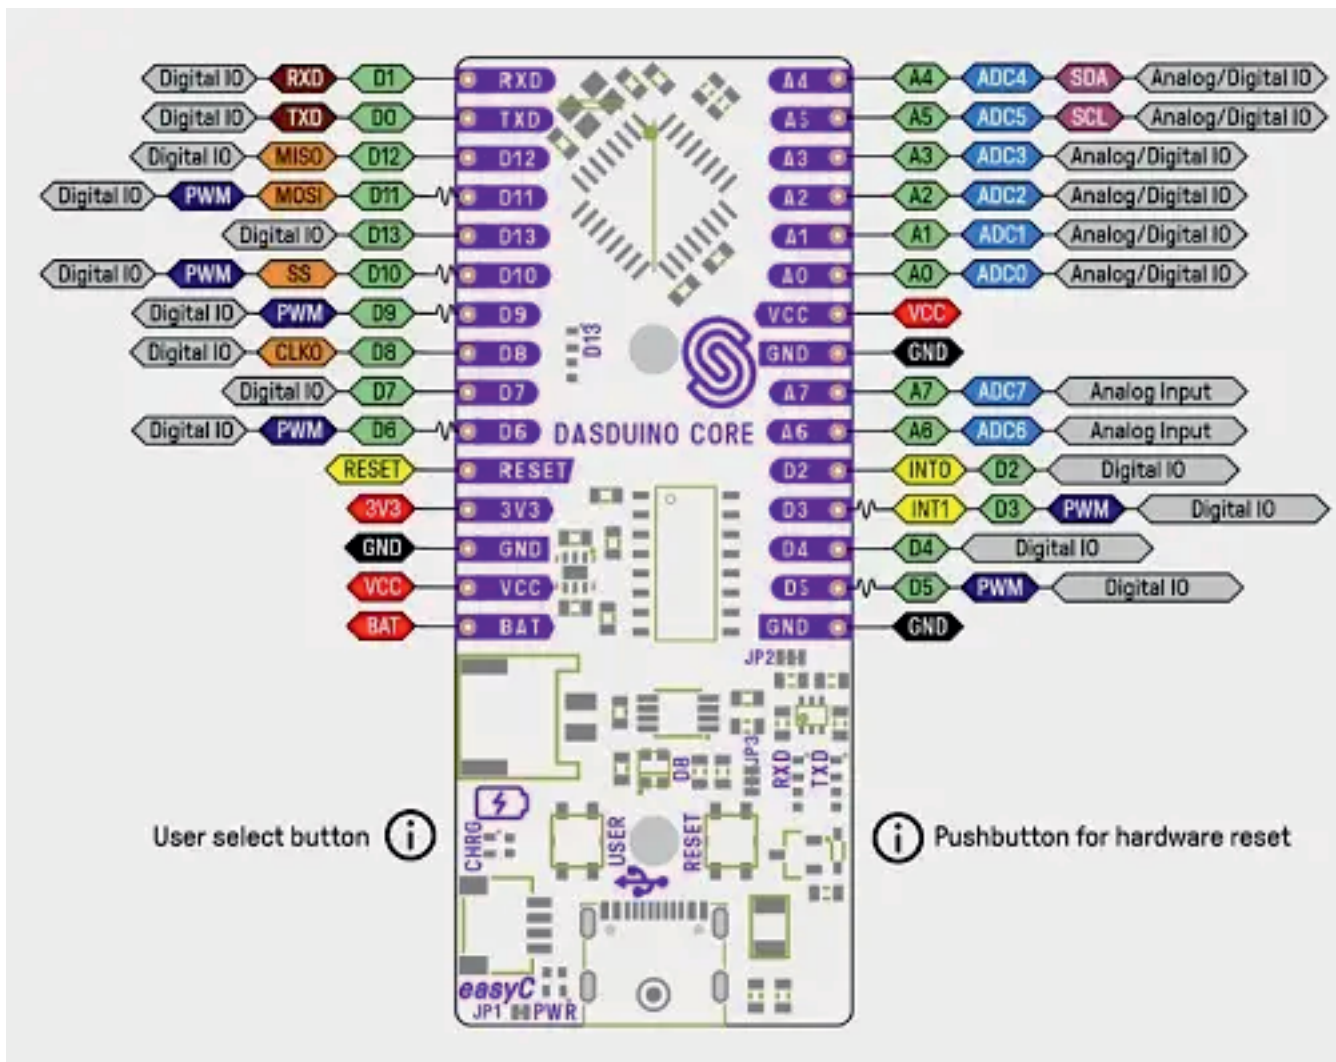 Digital IO RXD D1 RXD A4 A4 ADC4 SDA Analog/Digital IO
Digital IO TXD D0 TXD A5 A5 ADC5 SCL Analog/Digital IO
Digital IO MISO D12 D12 A3 A3 ADC3 Analog/Digital IO
Digital IO PWM MOSI D11 D11 A2 A2 ADC2 Analog/Digital IO
Digital IO D13 D13 A1 A1 ADC1 Analog/Digital IO
Digital IO PWM SS D10 D10 A0 A0 ADC0 Analog/Digital IO
Digital IO PWM D9 D9 VCC VCC
Digital IO CLKO D8 D8 D13 GND GND
Digital IO D7 D7 A7 A7 ADC7 Analog Input
Digital IO PWM D6 D6 DASDUINO CORE A6 A6 ADC6 Analog Input
RESET RESET D2 INT0 D2 Digital IO
3V3 3V3 D3 INT1 D3 PWM Digital IO
GND GND D4 D4 Digital IO
VCC VCC D5 D5 PWM Digital IO
BAT BAT GND GND
JP2
D8 JP3 RXD TXD
User select button i CHRG USER RESET i Pushbutton for hardware reset
easyC
JP1 PWR